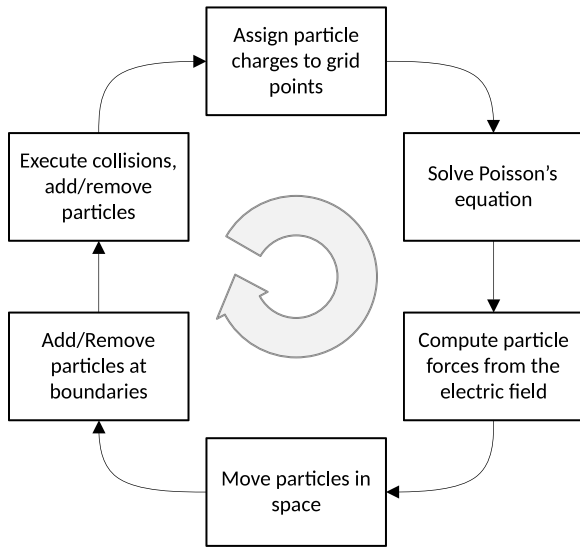 Assign particle
charges to grid
points
Solve Poisson’s
equation
Compute particle
forces from the
electric field
Move particles in
space
Add/Remove
particles at
boundaries
Execute collisions,
add/remove
particles